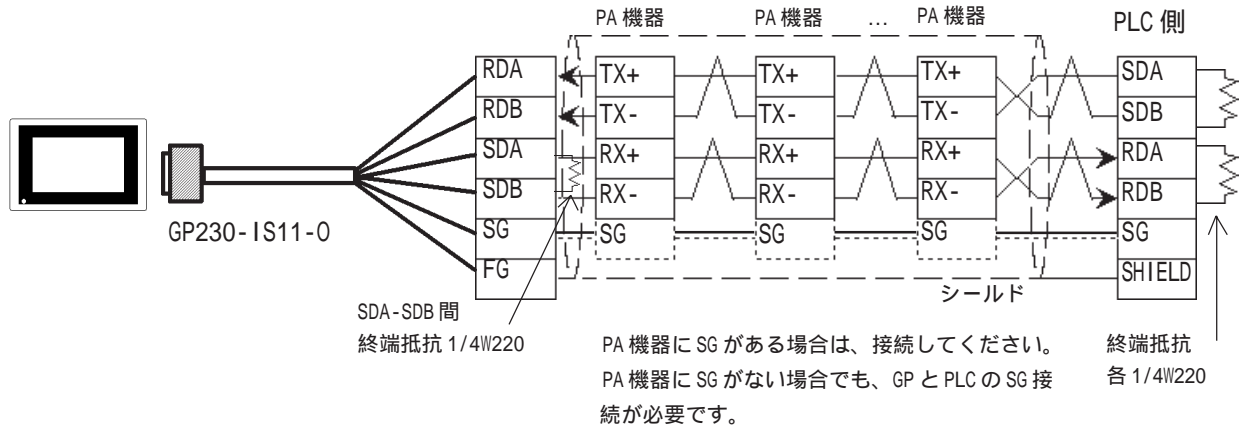 PA 機器
PA 機器
…
PA 機器
PLC 側
RDA
RDB
SDA
SDB
SG
FG
TX+
TX-
RX+
RX-
SG
TX+
TX-
RX+
RX-
SG
TX+
TX-
RX+
RX-
SG
SDA
SDB
RDA
RDB
SG
SHIELD
GP230-IS11-O
シールド
SDA-SDB 間
終端抵抗 1/4W220
PA 機器に SG がある場合は、接続してください。
PA 機器に SG がない場合でも、GP と PLC の SG 接
続が必要です。
終端抵抗
各 1/4W220